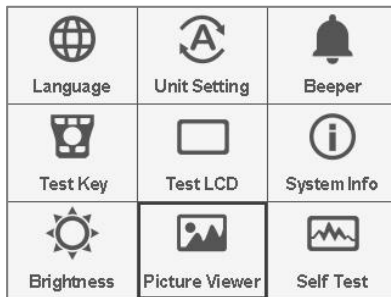 Language
Unit Setting
Beeper
Test Key
Test LCD
System Info
Brightness
Picture Viewer
Self Test